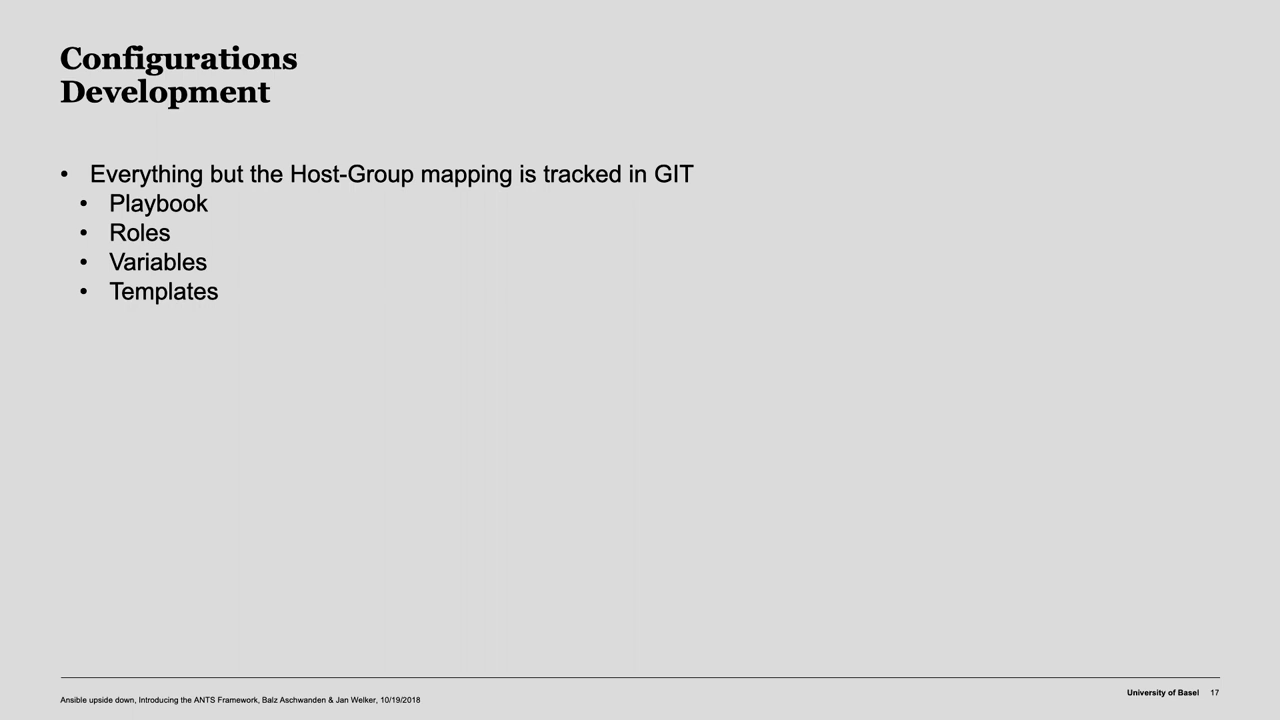 Configurations
Development
• Everything but the Host-Group mapping is tracked in GIT
• Playbook
• Roles
• Variables
• Templates
Ansible upside down, Introducing the ANTS Framework, Balz Aschwanden & Jan Welker, 10/19/2018
University of Basel 17